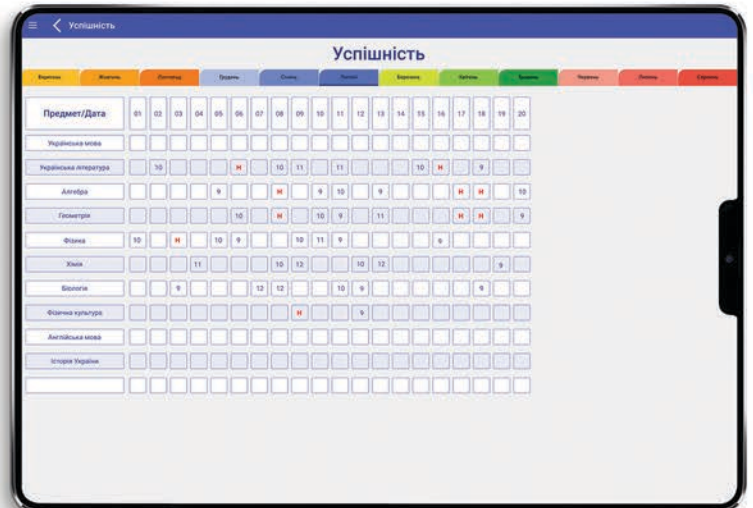 Успішність
Успішність
Вересень Жовтень Листопад Грудень Січень Лютий Березень Квітень Травень Червень Липень Серпень
Предмет/Дата 01 02 03 04 05 06 07 08 09 10 11 12 13 14 15 16 17 18 19 20
Українська мова
Українська література 10 Н 10 11 11 10 Н 9
Алгебра 9 Н 9 10 9 Н Н 10
Геометрія 10 Н 10 9 11 Н Н 9
Фізика 10 Н 10 9 10 11 9 9
Хімія 11 10 12 10 12 9
Біологія 9 12 12 10 9 9
Фізична культура Н 9
Англійська мова
Історія України